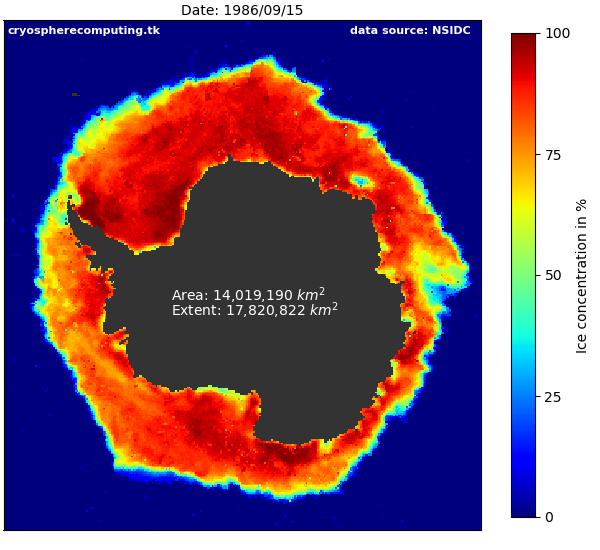 Date: 1986/09/15
cryospherecomputing.tk
data source: NSIDC
Area: 14,019,190 km²
Extent: 17,820,822 km²
100
75
50
25
0
Ice concentration in %